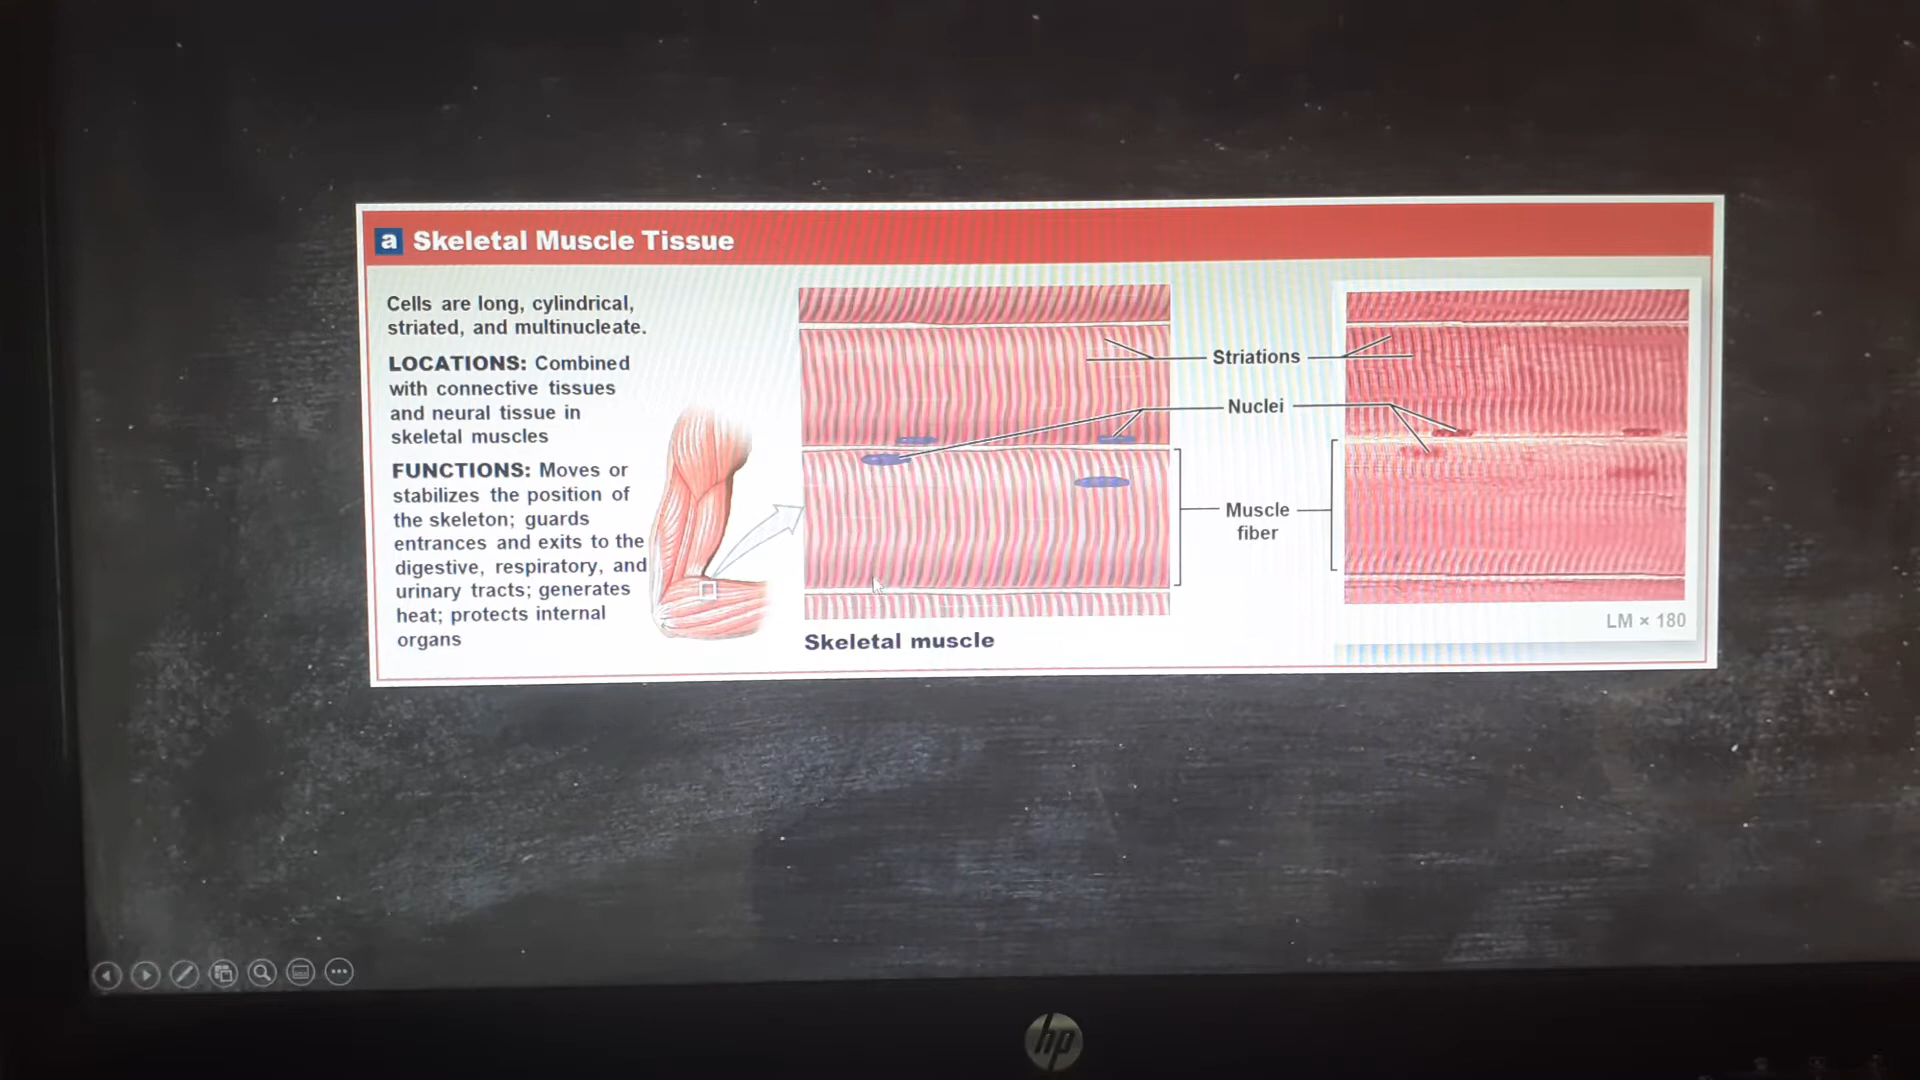 a Skeletal Muscle Tissue
Cells are long, cylindrical,
striated, and multinucleate.
LOCATIONS: Combined
with connective tissues
and neural tissue in
skeletal muscles
FUNCTIONS: Moves or
stabilizes the position of
the skeleton; guards
entrances and exits to the
digestive, respiratory, and
urinary tracts; generates
heat; protects internal
organs
Striations
Nuclei
Muscle
fiber
Skeletal muscle
LM × 180
hp